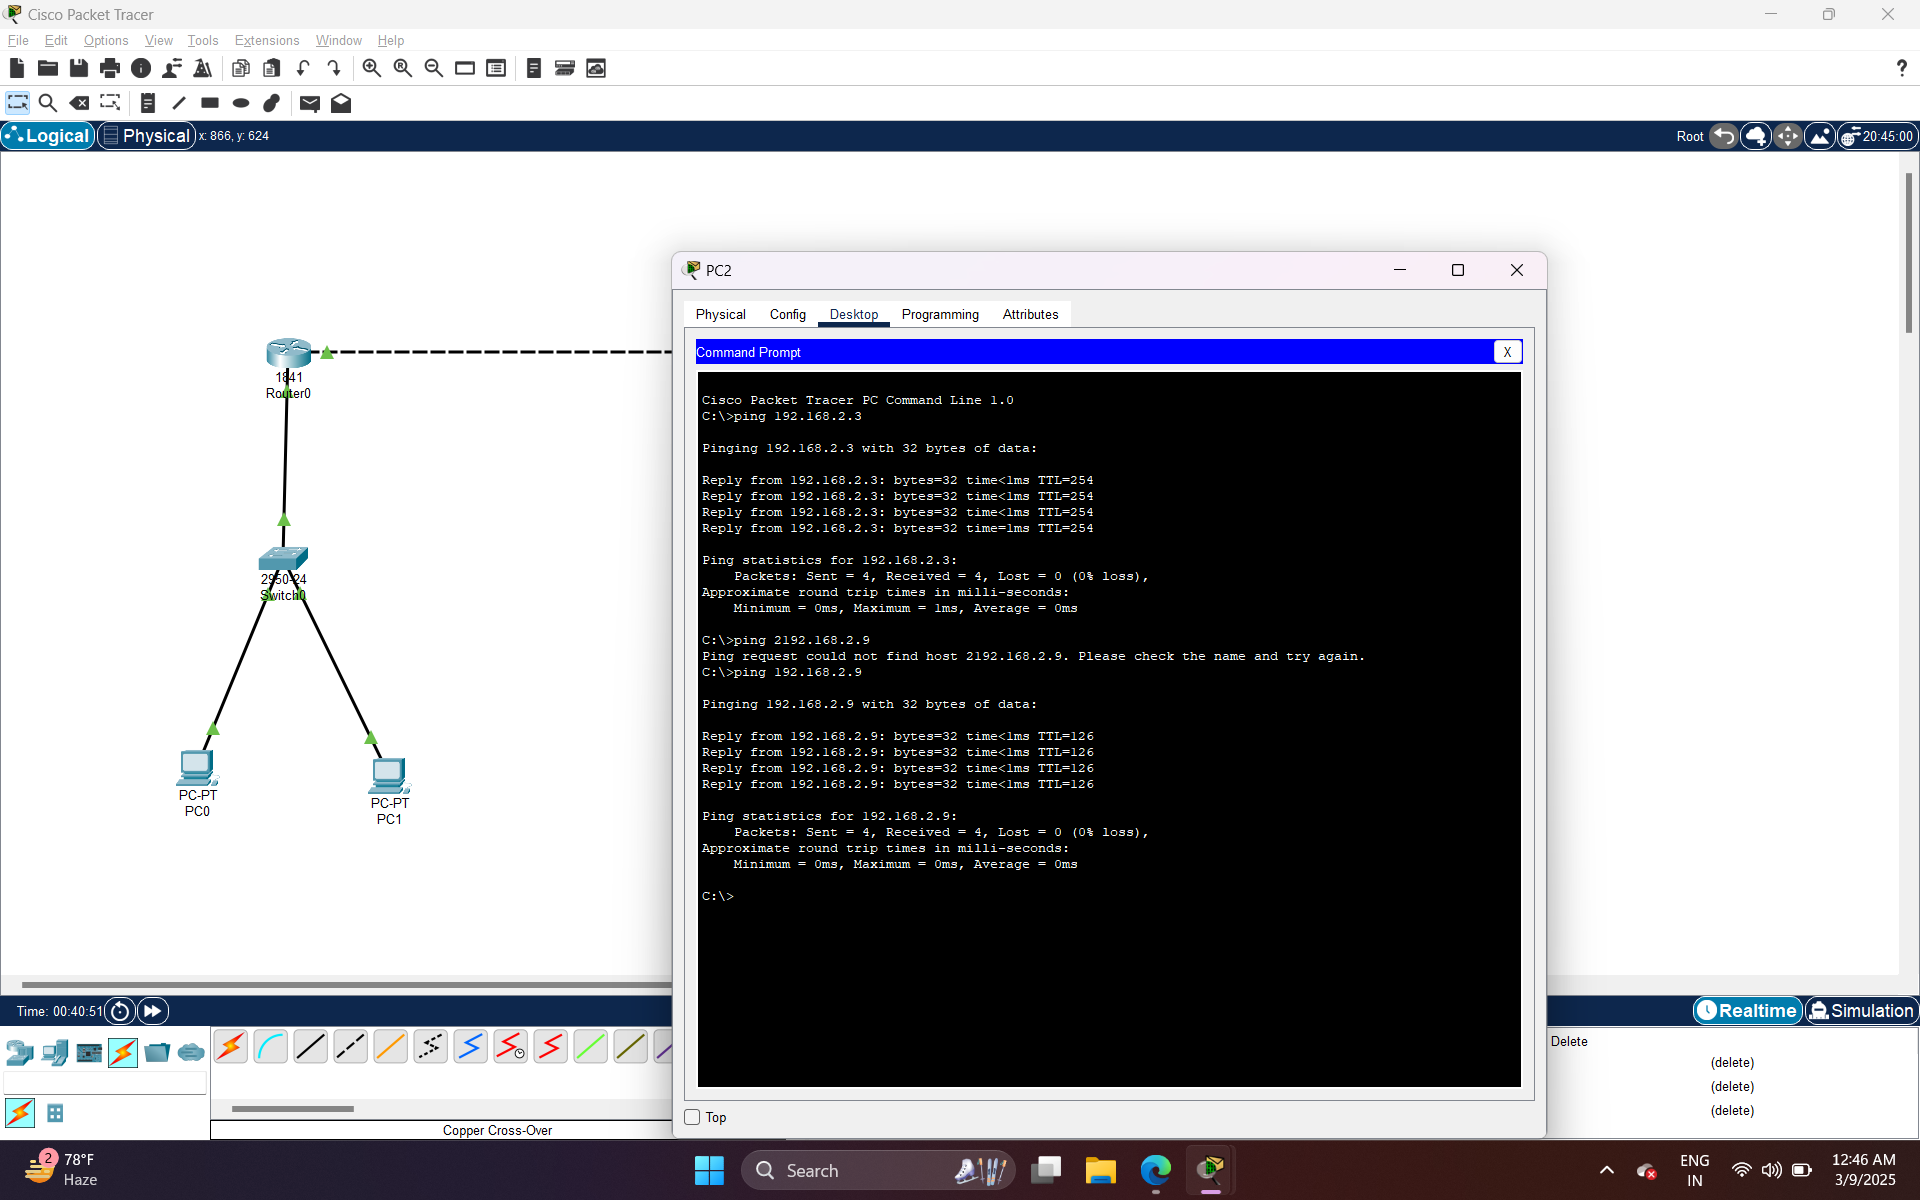 Cisco Packet Tracer
File Edit Options View Tools Extensions Window Help
?
Logical Physical x: 866, y: 624 Root 20:45:00
1841
Router0
2950-24
Switch0
PC-PT
PC0
PC-PT
PC1
PC2
Physical Config Desktop Programming Attributes
Command Prompt X
Cisco Packet Tracer PC Command Line 1.0
C:\>ping 192.168.2.3
Pinging 192.168.2.3 with 32 bytes of data:
Reply from 192.168.2.3: bytes=32 time<1ms TTL=254
Reply from 192.168.2.3: bytes=32 time<1ms TTL=254
Reply from 192.168.2.3: bytes=32 time<1ms TTL=254
Reply from 192.168.2.3: bytes=32 time=1ms TTL=254
Ping statistics for 192.168.2.3:
Packets: Sent = 4, Received = 4, Lost = 0 (0% loss),
Approximate round trip times in milli-seconds:
Minimum = 0ms, Maximum = 1ms, Average = 0ms
C:\>ping 2192.168.2.9
Ping request could not find host 2192.168.2.9. Please check the name and try again.
C:\>ping 192.168.2.9
Pinging 192.168.2.9 with 32 bytes of data:
Reply from 192.168.2.9: bytes=32 time<1ms TTL=126
Reply from 192.168.2.9: bytes=32 time<1ms TTL=126
Reply from 192.168.2.9: bytes=32 time<1ms TTL=126
Reply from 192.168.2.9: bytes=32 time<1ms TTL=126
Ping statistics for 192.168.2.9:
Packets: Sent = 4, Received = 4, Lost = 0 (0% loss),
Approximate round trip times in milli-seconds:
Minimum = 0ms, Maximum = 0ms, Average = 0ms
C:\>
Top
Time: 00:40:51
Realtime Simulation
Delete
(delete)
(delete)
(delete)
Copper Cross-Over
2
78°F
Haze
Search
ENG
IN
12:46 AM
3/9/2025